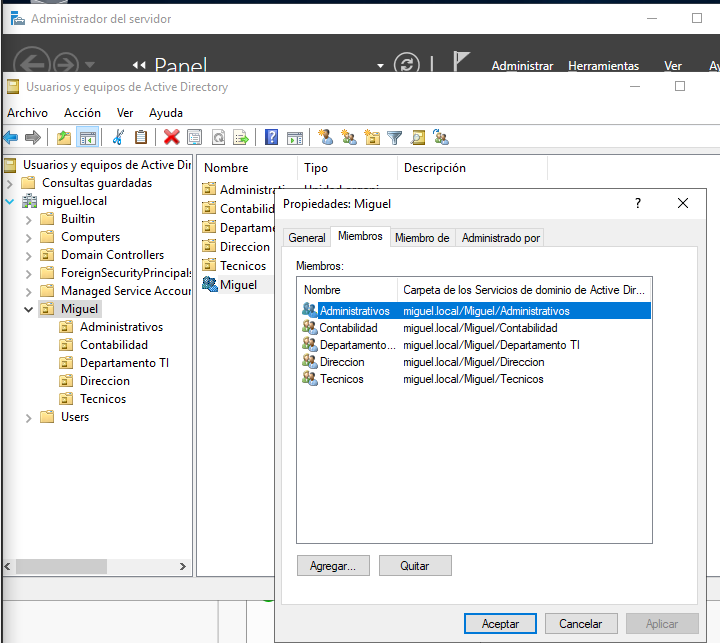 Administrador del servidor
Panel
Administrar Herramientas Ver
Usuarios y equipos de Active Directory
Archivo Acción Ver Ayuda
Usuarios y equipos de Active Dir
Consultas guardadas
miguel.local
Builtin
Computers
Domain Controllers
ForeignSecurityPrincipals
Managed Service Accour
Miguel
Administrativos
Contabilidad
Departamento TI
Direccion
Tecnicos
Users
Nombre Tipo Descripción
Administrati
Contabilid
Departame
Direccion
Tecnicos
Miguel
Propiedades: Miguel
General Miembros Miembro de Administrado por
Miembros:
Nombre Carpeta de los Servicios de dominio de Active Dir...
Administrativos miguel.local/Miguel/Administrativos
Contabilidad miguel.local/Miguel/Contabilidad
Departamento... miguel.local/Miguel/Departamento TI
Direccion miguel.local/Miguel/Direccion
Tecnicos miguel.local/Miguel/Tecnicos
Agregar... Quitar
Aceptar Cancelar Aplicar